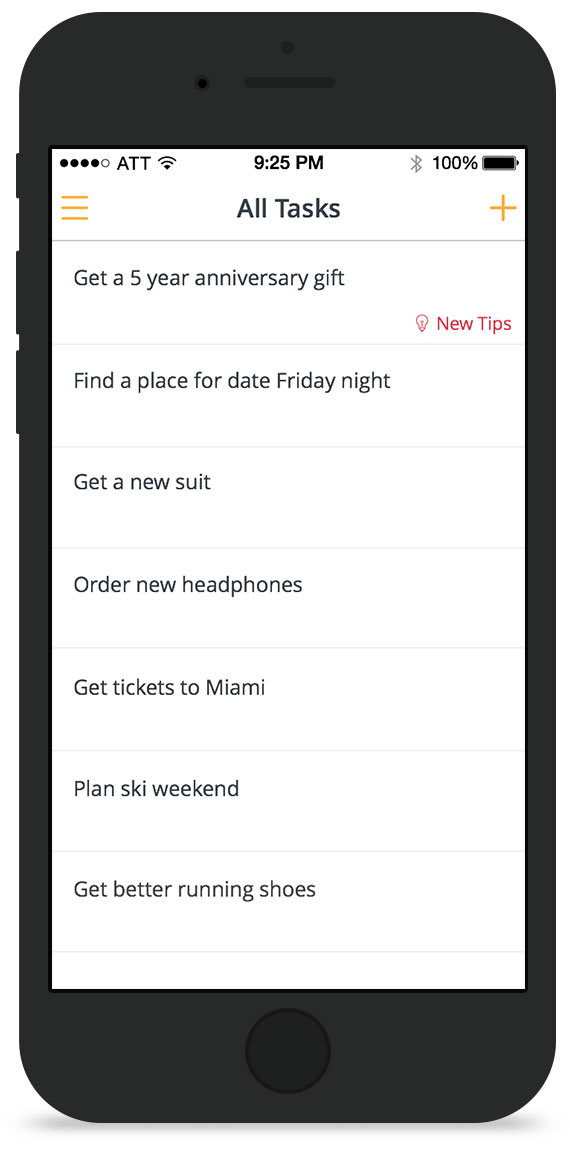 ATT 9:25 PM 100%
All Tasks
Get a 5 year anniversary gift
New Tips
Find a place for date Friday night
Get a new suit
Order new headphones
Get tickets to Miami
Plan ski weekend
Get better running shoes